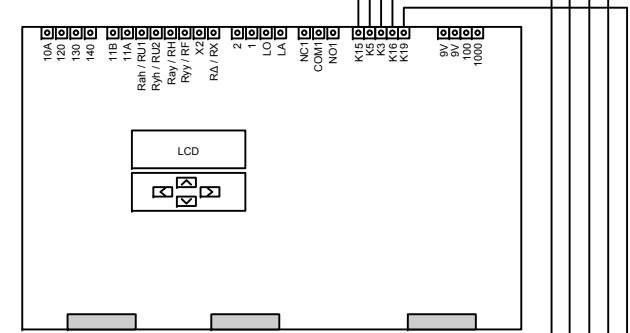 10A
120
130
140
11B
11A
Rah / RU1
Ryh / RU2
Ray / RH
Ryy / RF
X2
RΔ / RX
2
1
LO
LA
NC1
COM1
NO1
K15
K5
K3
K16
K19
9V
9V
100
1000
LCD